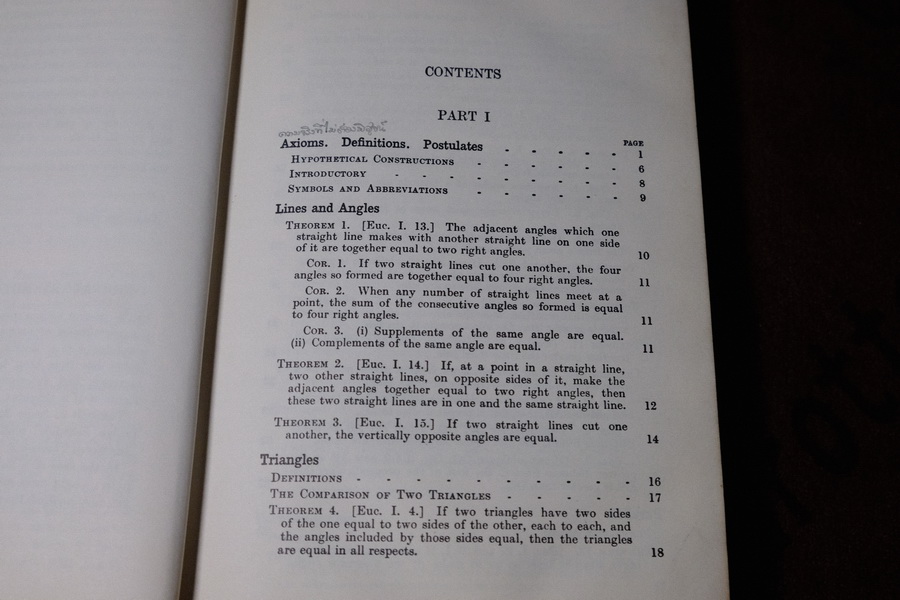 CONTENTS
PART I
PAGE
Axioms. Definitions. Postulates - - - - - 1
Hypothetical Constructions - - - - - - 6
Introductory - - - - - - - - - 8
Symbols and Abbreviations - - - - - - 9
Lines and Angles
Theorem 1. [Euc. I. 13.] The adjacent angles which one
straight line makes with another straight line on one side
of it are together equal to two right angles. 10
Cor. 1. If two straight lines cut one another, the four
angles so formed are together equal to four right angles. 11
Cor. 2. When any number of straight lines meet at a
point, the sum of the consecutive angles so formed is equal
to four right angles. 11
Cor. 3. (i) Supplements of the same angle are equal.
(ii) Complements of the same angle are equal. 11
Theorem 2. [Euc. I. 14.] If, at a point in a straight line,
two other straight lines, on opposite sides of it, make the
adjacent angles together equal to two right angles, then
these two straight lines are in one and the same straight line. 12
Theorem 3. [Euc. I. 15.] If two straight lines cut one
another, the vertically opposite angles are equal. 14
Triangles
Definitions - - - - - - - - - - 16
The Comparison of Two Triangles - - - - - 17
Theorem 4. [Euc. I. 4.] If two triangles have two sides
of the one equal to two sides of the other, each to each, and
the angles included by those sides equal, then the triangles
are equal in all respects. 18